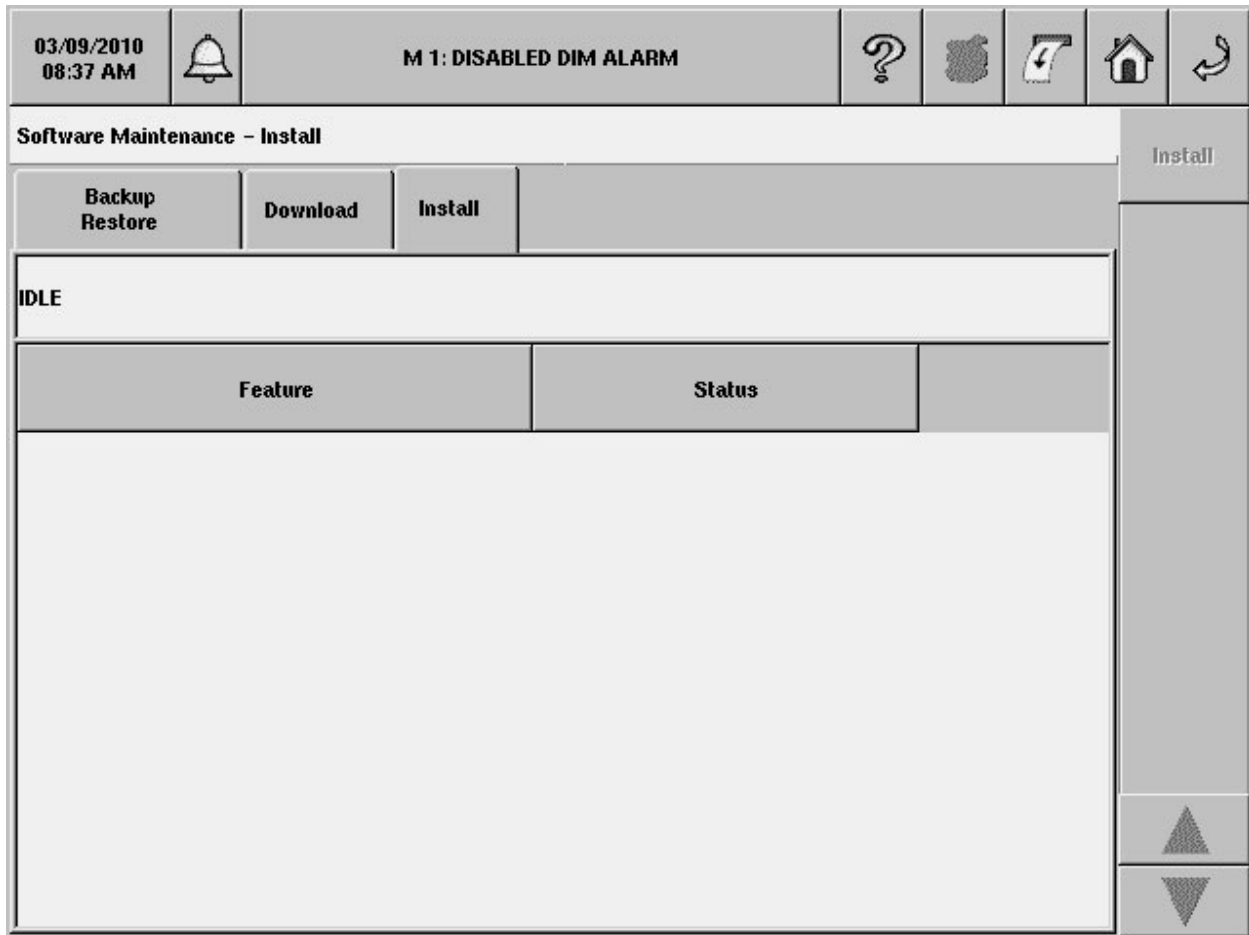 03/09/2010
08:37 AM
M 1: DISABLED DIM ALARM
Software Maintenance – Install
Install
Backup
Restore
Download
Install
IDLE
Feature
Status